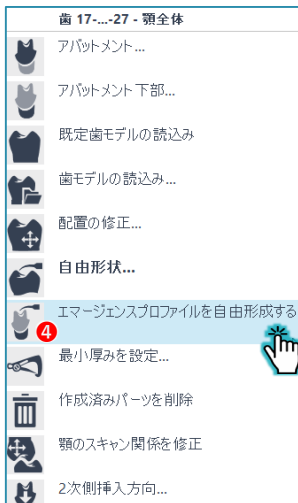 歯 17-...-27 - 顎全体
アバットメント...
アバットメント下部...
既定歯モデルの読込み
歯モデルの読込み...
配置の修正...
自由形状...
エマージェンスプロファイルを自由形成する
4
最小厚みを設定...
作成済みパーツを削除
顎のスキャン関係を修正
2次側挿入方向...